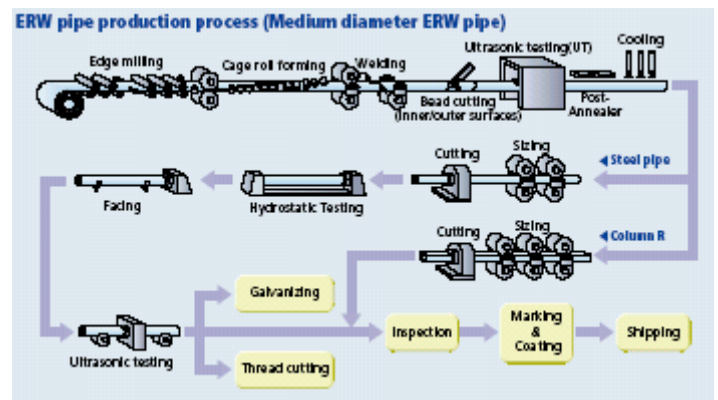 ERW pipe production process (Medium diameter ERW pipe)
Edge milling
Cage roll forming
Welding
Ultrasonic testing(UT)
Cooling
Bead cutting
(Inner/outer surfaces)
Post-
Annealer
Steel pipe
Sizing
Cutting
Hydrostatic Testing
Facing
Column R
Sizing
Cutting
Ultrasonic testing
Galvanizing
Thread cutting
Inspection
Marking
&
Coating
Shipping